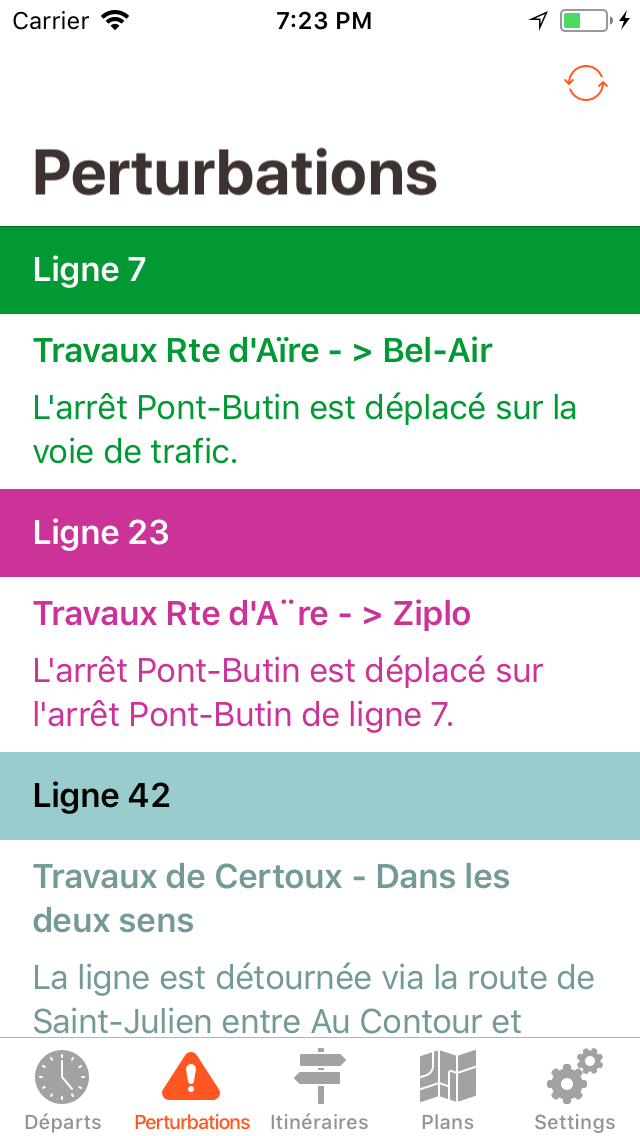 Carrier 7:23 PM
Perturbations
Ligne 7
Travaux Rte d'Aïre - > Bel-Air
L'arrêt Pont-Butin est déplacé sur la
voie de trafic.
Ligne 23
Travaux Rte d'A¨re - > Ziplo
L'arrêt Pont-Butin est déplacé sur
l'arrêt Pont-Butin de ligne 7.
Ligne 42
Travaux de Certoux - Dans les
deux sens
La ligne est détournée via la route de
Saint-Julien entre Au Contour et
Départs Perturbations Itinéraires Plans Settings